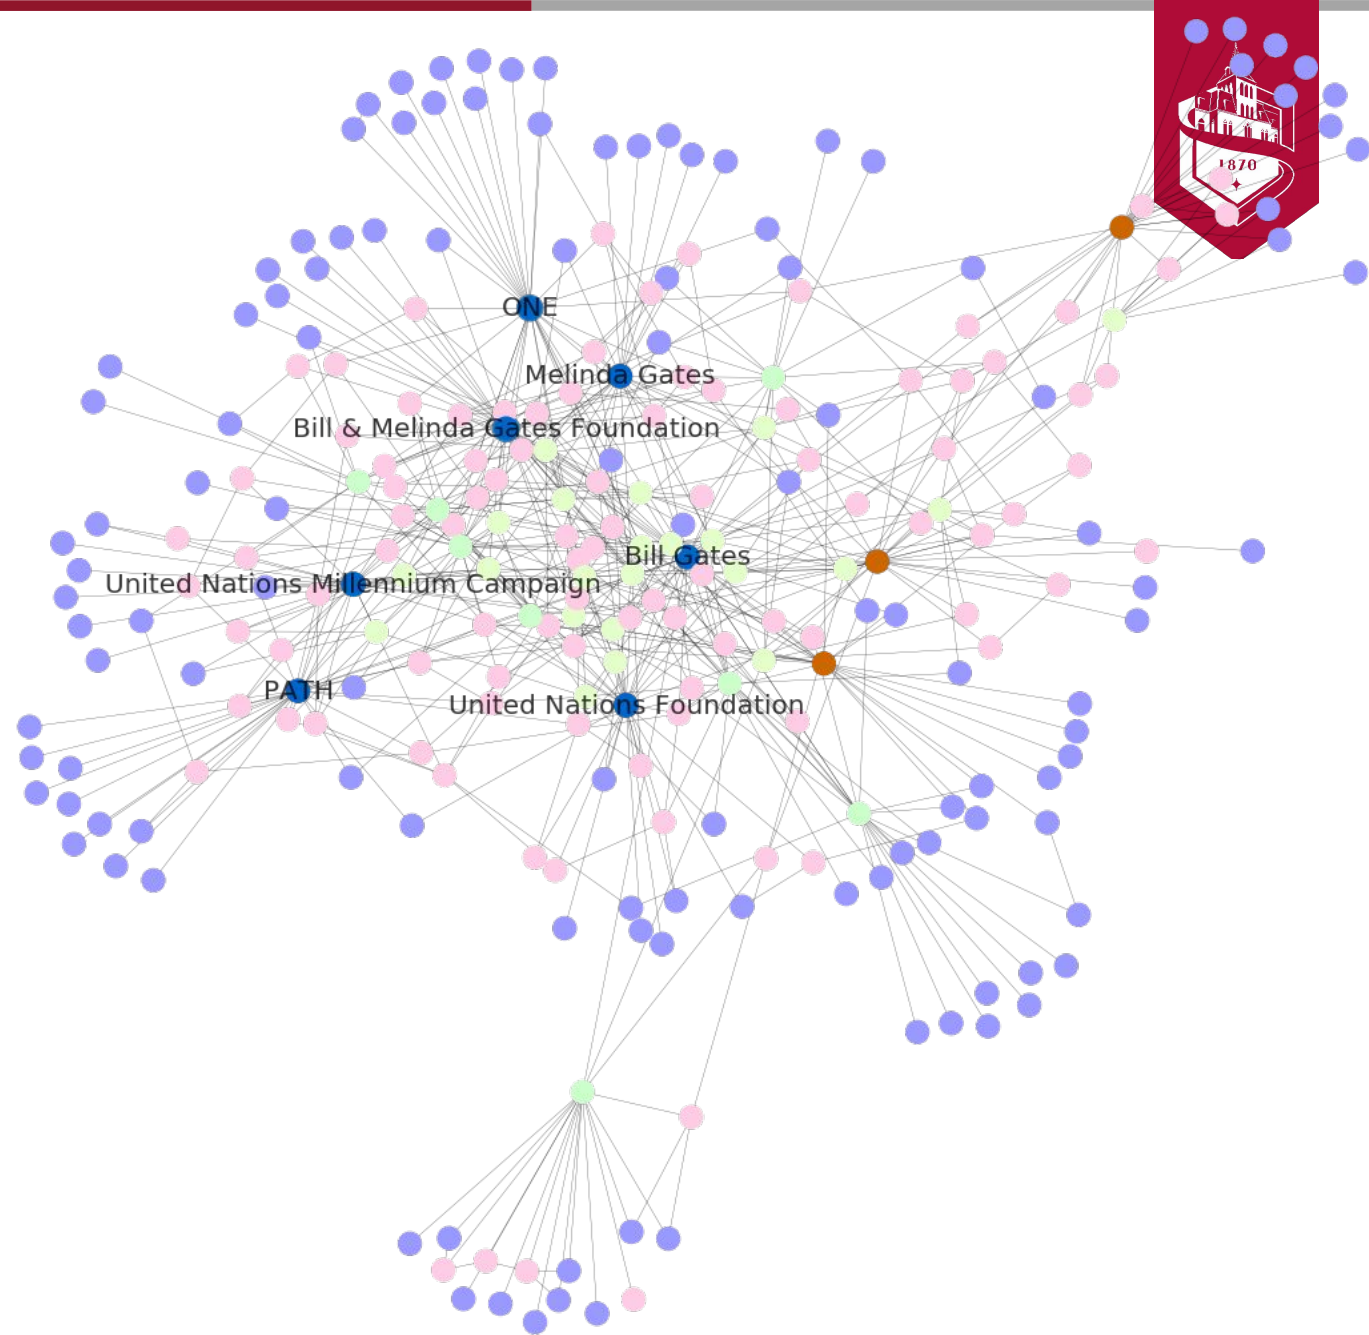 1870
ONE
Melinda Gates
Bill & Melinda Gates Foundation
Bill Gates
United Nations Millennium Campaign
PATH
United Nations Foundation